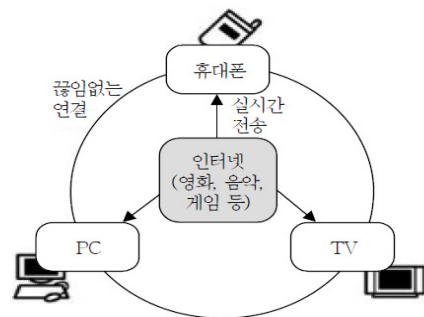 휴대폰
끊임없는
연결
실시간
전송
인터넷
(영화, 음악,
게임 등)
PC
TV